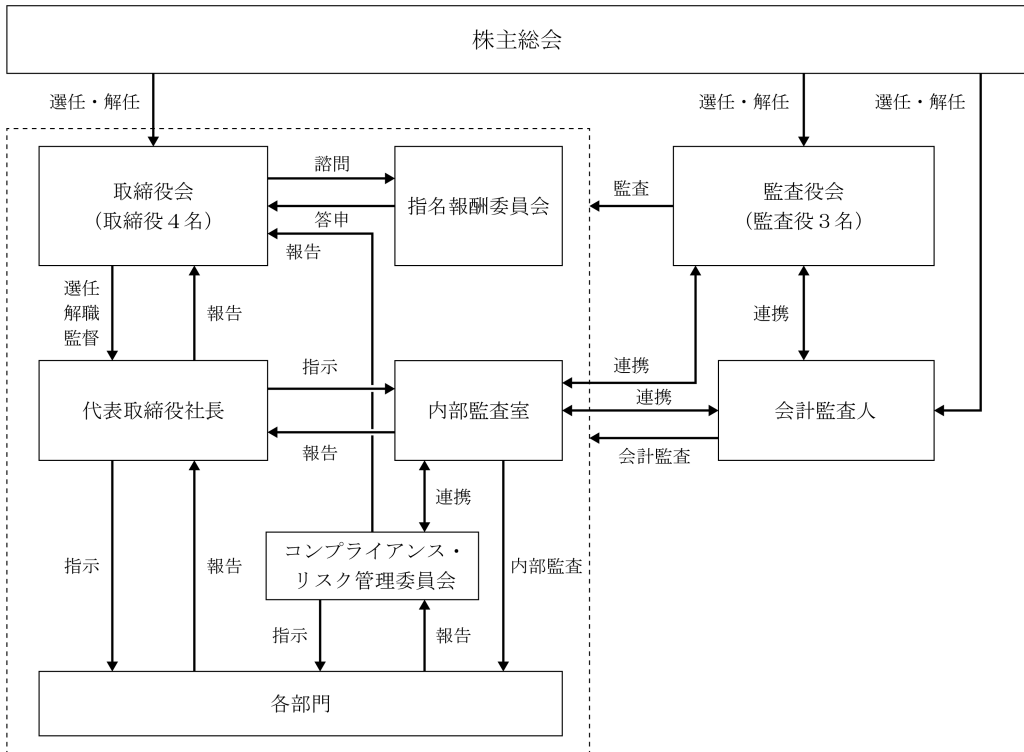 株主総会
選任・解任
選任・解任
選任・解任
取締役会
（取締役４名）
諮問
答申
報告
指名報酬委員会
監査
監査役会
（監査役３名）
選任
解職
監督
報告
連携
連携
代表取締役社長
指示
報告
内部監査室
連携
会計監査
会計監査人
連携
コンプライアンス・
リスク管理委員会
指示
報告
内部監査
指示
報告
各部門